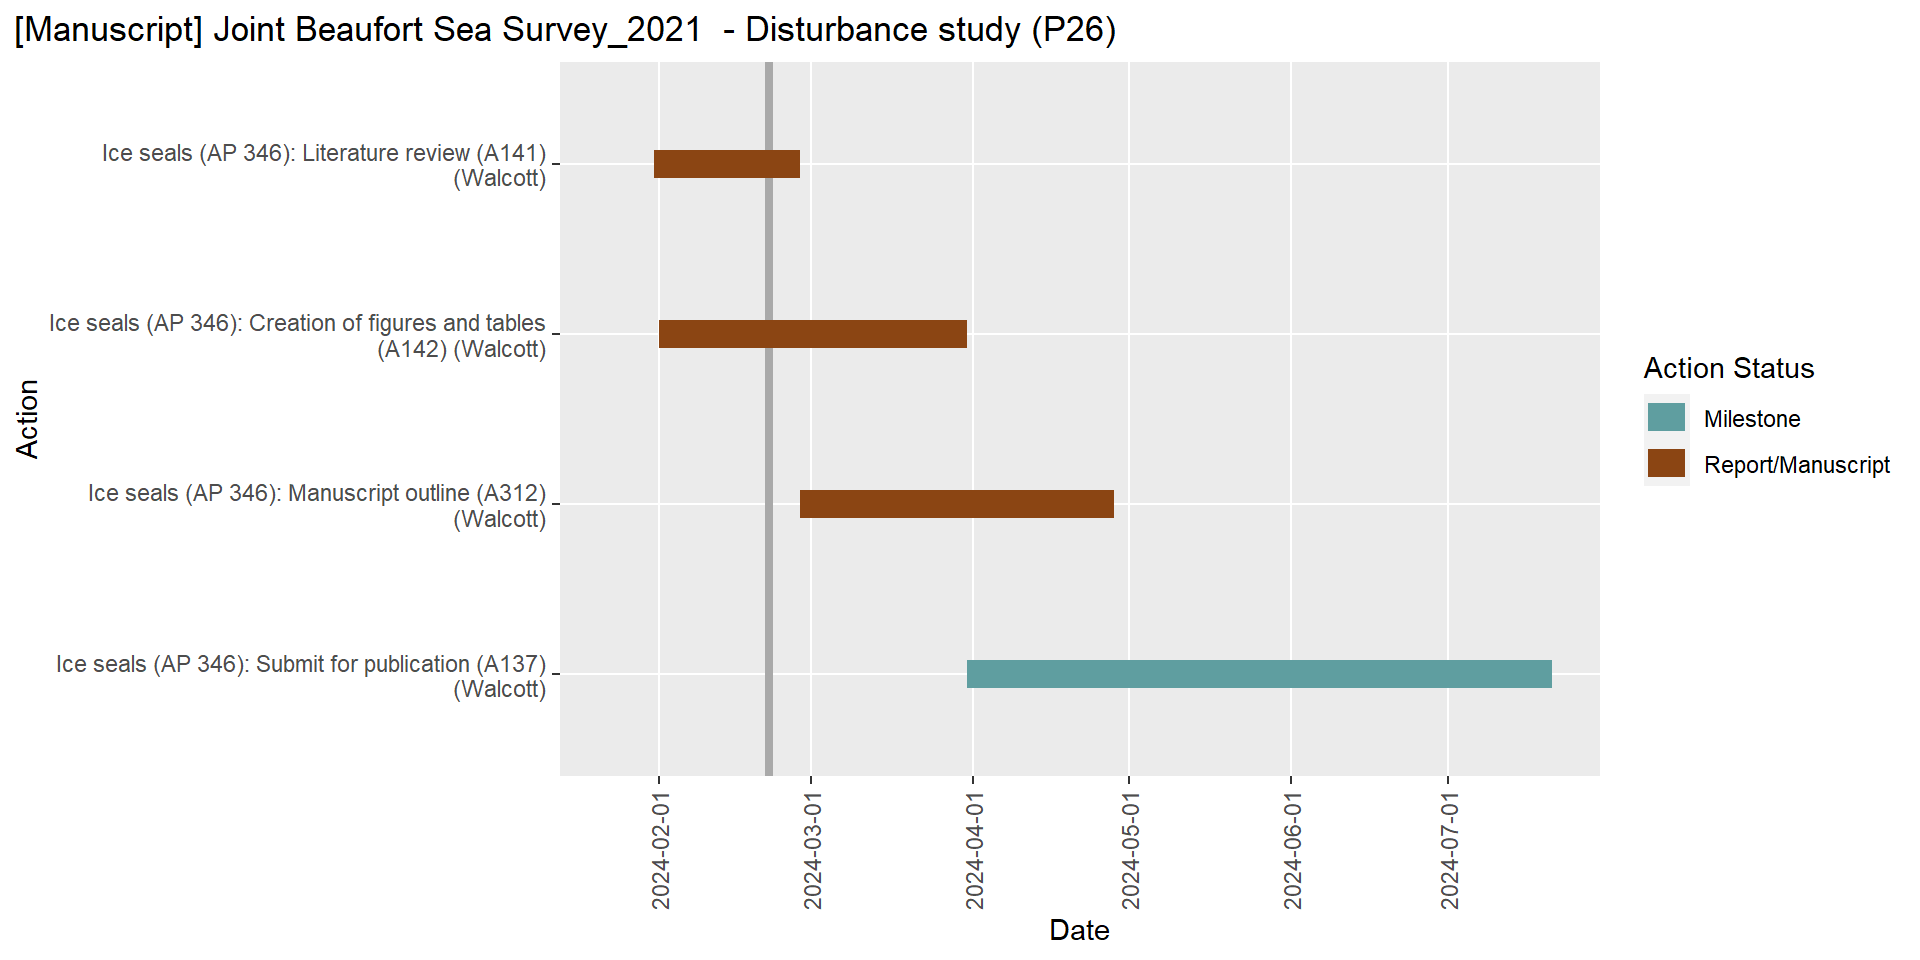 [Manuscript] Joint Beaufort Sea Survey_2021  - Disturbance study (P26)
Ice seals (AP 346): Literature review (A141)
(Walcott)
Ice seals (AP 346): Creation of figures and tables
(A142) (Walcott)
Ice seals (AP 346): Manuscript outline (A312)
(Walcott)
Ice seals (AP 346): Submit for publication (A137)
(Walcott)
Action
2024-02-01
2024-03-01
2024-04-01
2024-05-01
2024-06-01
2024-07-01
Date
Action Status
Milestone
Report/Manuscript